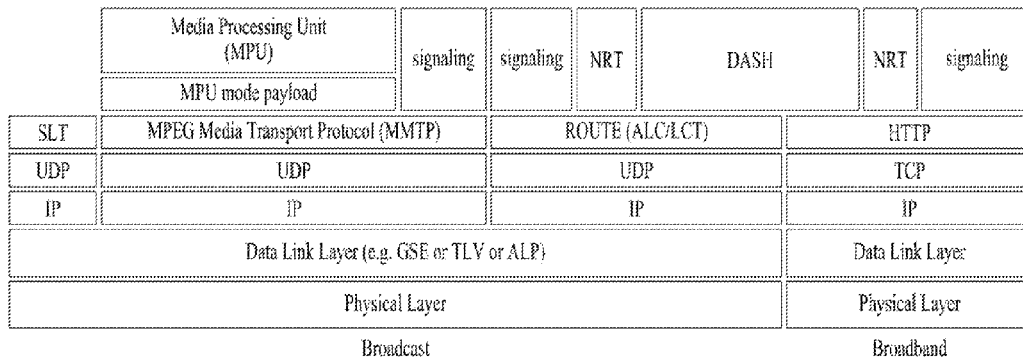 Media Processing Unit
(MPU)
signaling
signaling
NRT
DASH
NRT
signaling
MPU mode payload
SLT
MPEG Media Transport Protocol (MMTP)
ROUTE (ALC/LCT)
HTTP
UDP
UDP
UDP
TCP
IP
IP
IP
IP
Data Link Layer (e.g. GSE or TLV or ALP)
Data Link Layer
Physical Layer
Physical Layer
Broadcast
Broadband